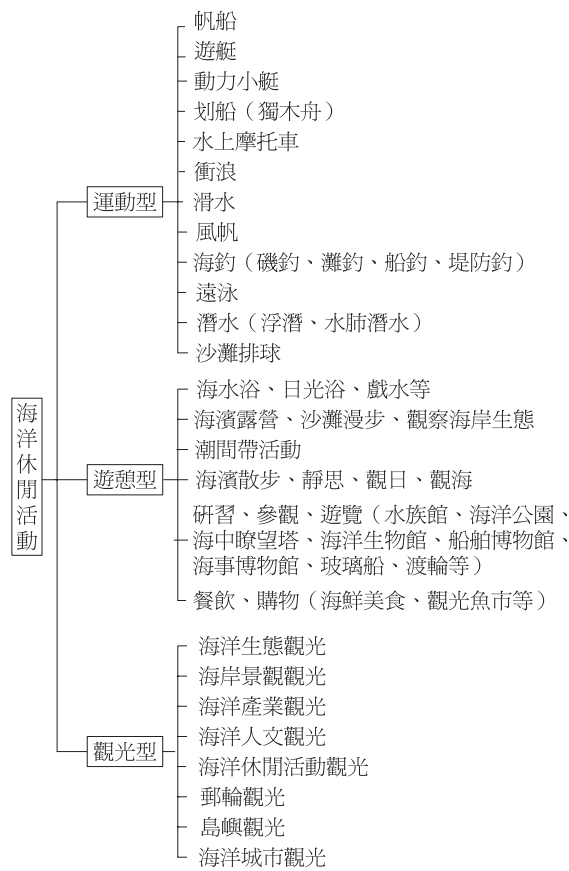 海洋休閒活動
運動型
帆船
遊艇
動力小艇
划船（獨木舟）
水上摩托車
衝浪
滑水
風帆
海釣（磯釣、灘釣、船釣、堤防釣）
遠泳
潛水（浮潛、水肺潛水）
沙灘排球
遊憩型
海水浴、日光浴、戲水等
海濱露營、沙灘漫步、觀察海岸生態
潮間帶活動
海濱散步、靜思、觀日、觀海
研習、參觀、遊覽（水族館、海洋公園、
海中瞭望塔、海洋生物館、船舶博物館、
海事博物館、玻璃船、渡輪等）
餐飲、購物（海鮮美食、觀光魚市等）
觀光型
海洋生態觀光
海岸景觀觀光
海洋產業觀光
海洋人文觀光
海洋休閒活動觀光
郵輪觀光
島嶼觀光
海洋城市觀光